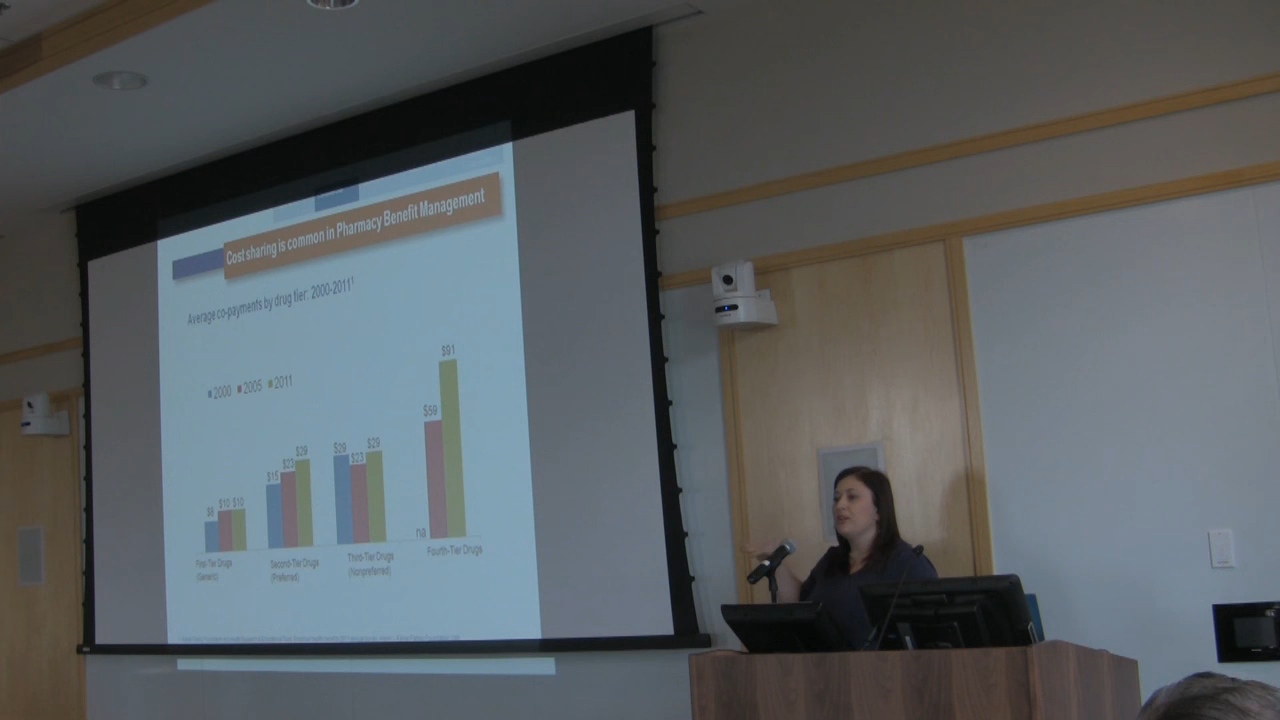 Cost sharing is common in Pharmacy Benefit Management
Average co-payments by drug tier: 2000-2011¹
2000 2005 2011
$8 $10 $10
$15 $23 $29
$29 $23 $29
na $59 $91
First-Tier Drugs
(Generic)
Second-Tier Drugs
(Preferred)
Third-Tier Drugs
(Nonpreferred)
Fourth-Tier Drugs